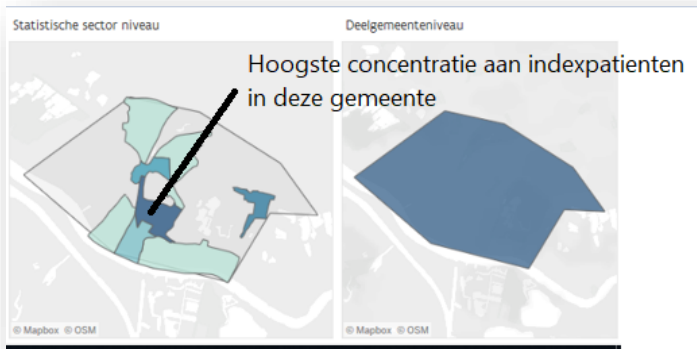 Statistische sector niveau
Deelgemeenteniveau
Hoogste concentratie aan indexpatienten
in deze gemeente
© Mapbox © OSM
© Mapbox © OSM